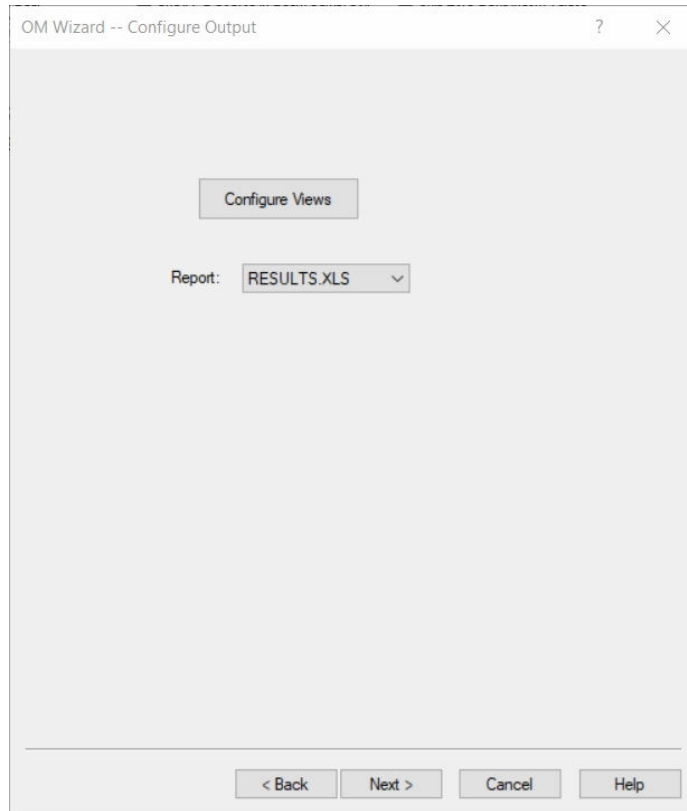 OM Wizard -- Configure Output ?
Configure Views
Report: RESULTS.XLS
< Back Next > Cancel Help